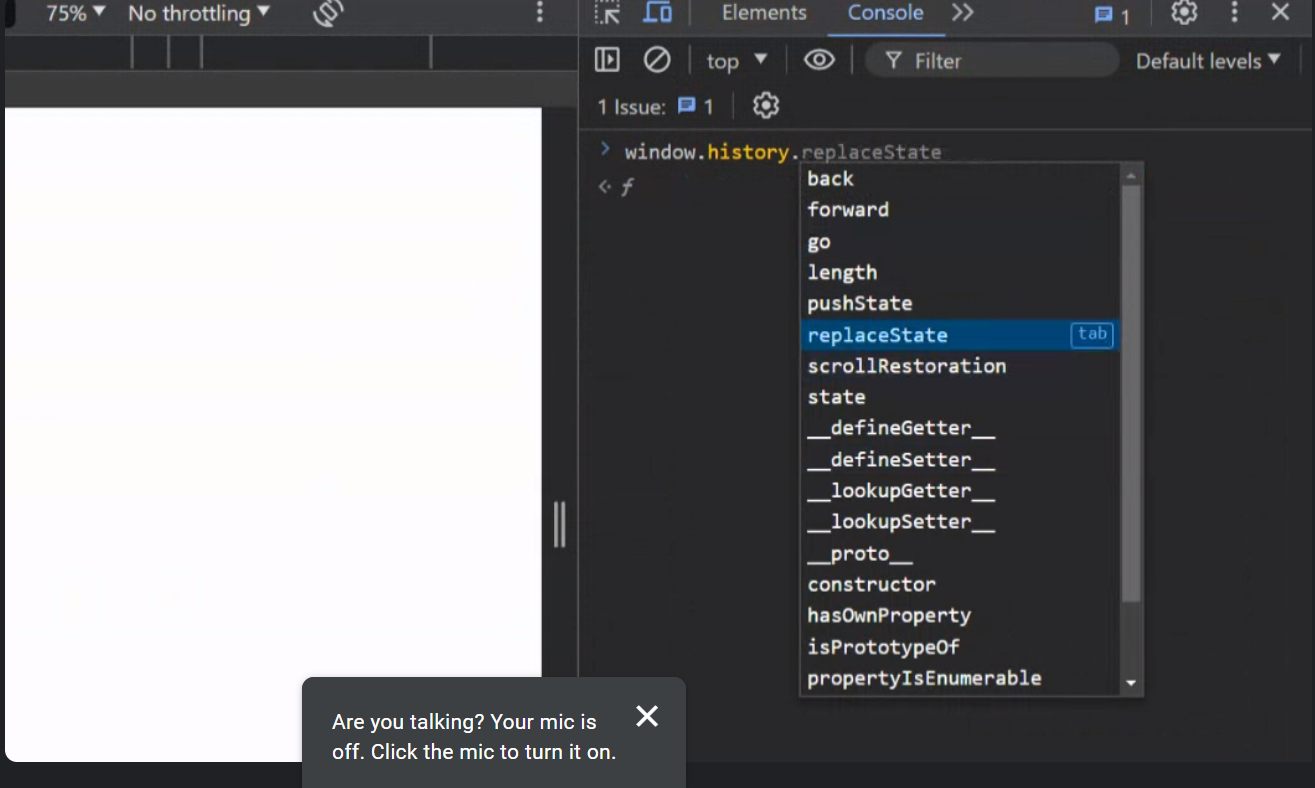 75% No throttling
Elements Console 1
top Filter Default levels
1 Issue: 1
window.history.replaceState
f
back
forward
go
length
pushState
replaceState tab
scrollRestoration
state
__defineGetter__
__defineSetter__
__lookupGetter__
__lookupSetter__
__proto__
constructor
hasOwnProperty
isPrototypeOf
propertyIsEnumerable
Are you talking? Your mic is
off. Click the mic to turn it on.